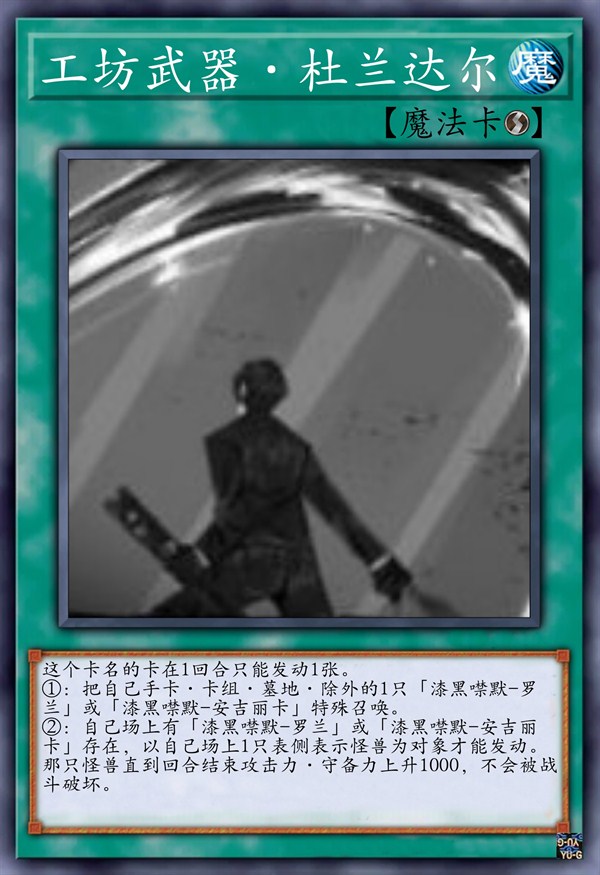 工坊武器・杜兰达尔
魔
【魔法卡】
这个卡名的卡在1回合只能发动1张。
①：把自己手卡・卡组・墓地・除外的1只「漆黑噤默-罗
兰」或「漆黑噤默-安吉丽卡」特殊召唤。
②：自己场上有「漆黑噤默-罗兰」或「漆黑噤默-安吉丽
卡」存在，以自己场上1只表侧表示怪兽为对象才能发动。
那只怪兽直到回合结束攻击力・守备力上升1000，不会被战
斗破坏。
YU-G